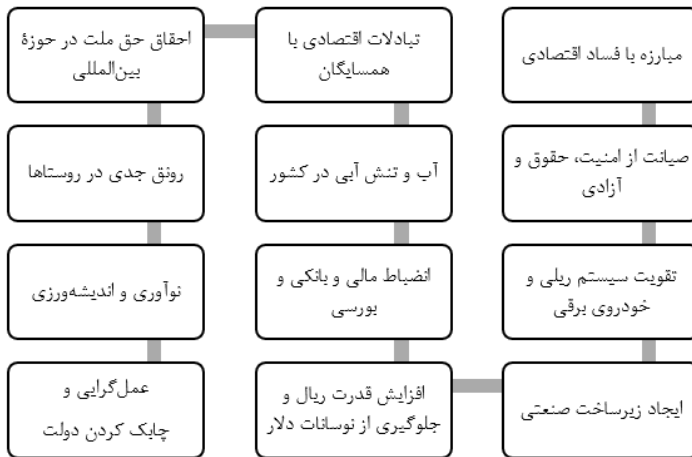 مبارزه با فساد اقتصادی
صیانت از امنیت، حقوق و
آزادی
تقویت سیستم ریلی و
خودروی برقی
ایجاد زیرساخت صنعتی
افزایش قدرت ریال و
جلوگیری از نوسانات دلار
انضباط مالی و بانکی و
بورسی
آب و تنش آبی در کشور
تبادلات اقتصادی با
همسایگان
احقاق حق ملت در حوزۀ
بین‌المللی
رونق جدی در روستاها
نوآوری و اندیشه‌ورزی
عمل‌گرایی و
چابک کردن دولت